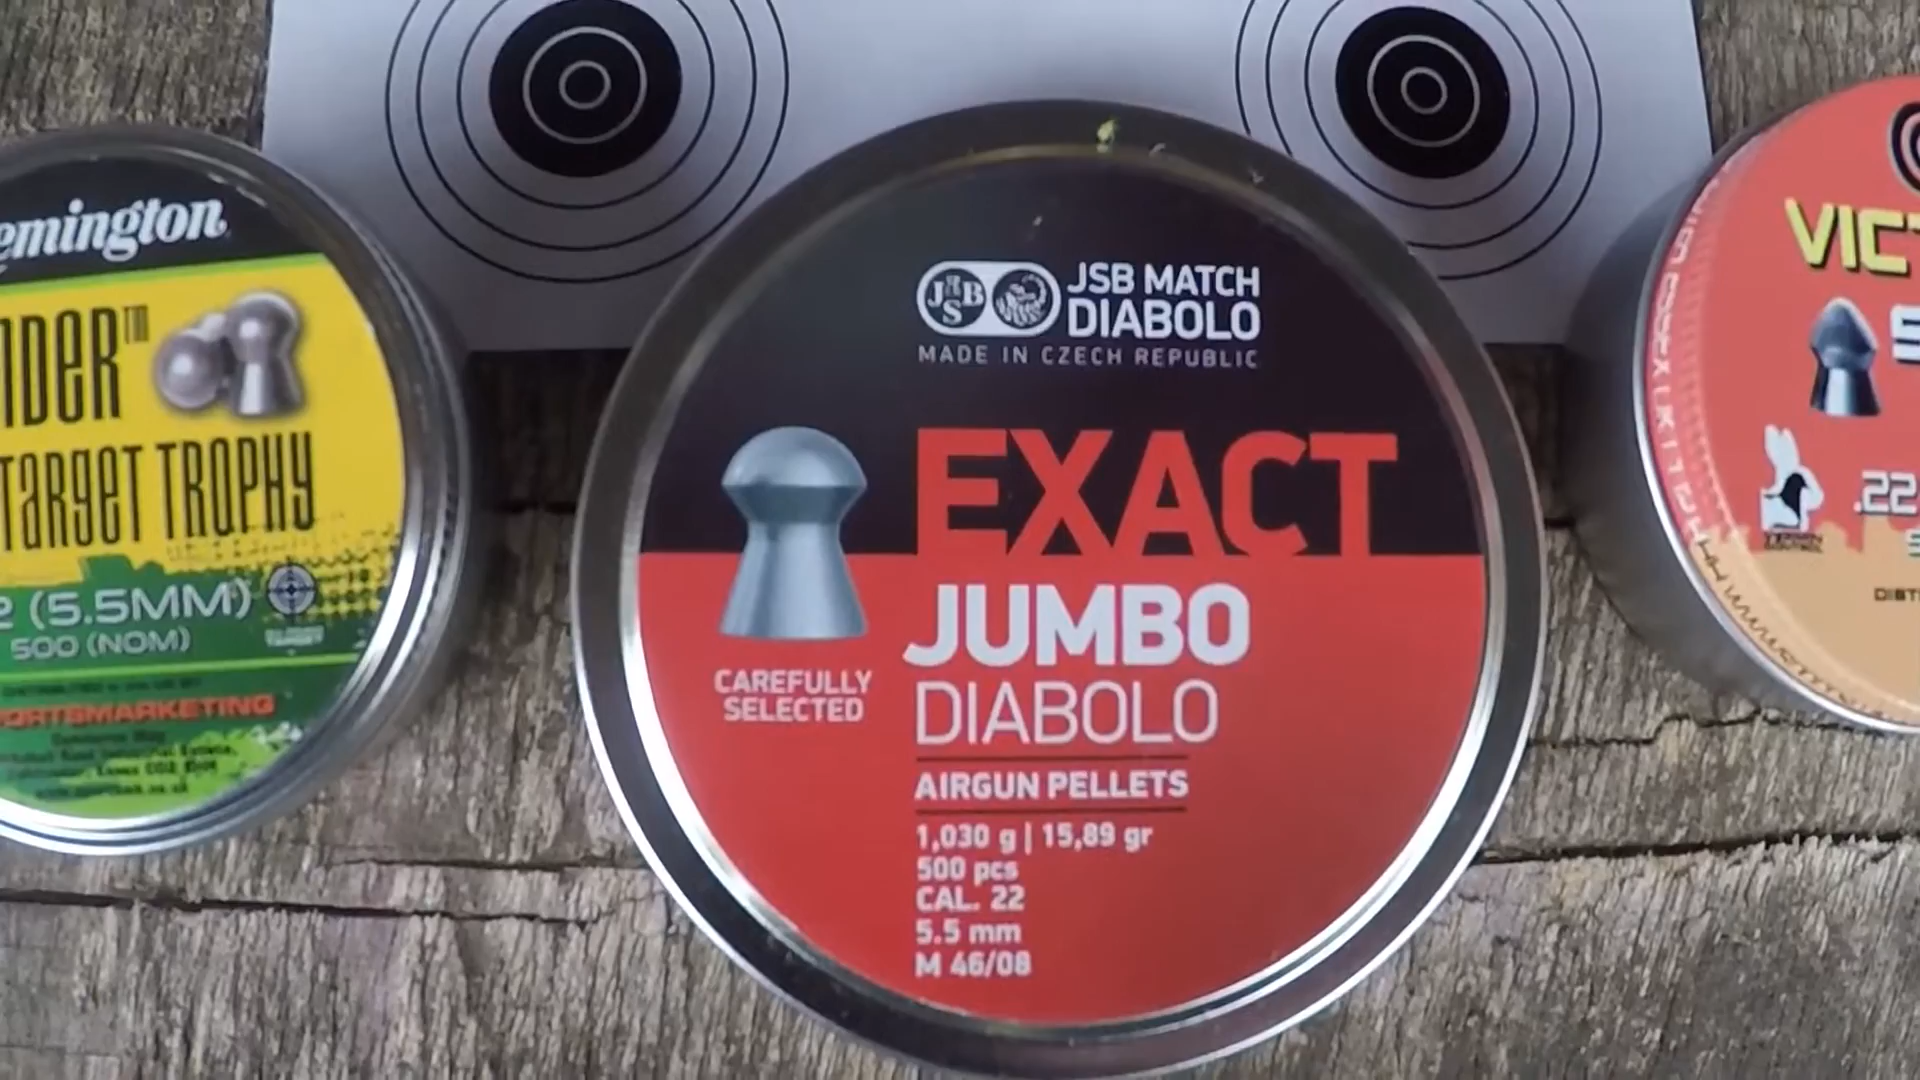 emington
NDER™
TARGET TROPHY
2 (5.5MM)
500 (NOM)
ORTSMARKETING
JSB
JSB MATCH
DIABOLO
MADE IN CZECH REPUBLIC
EXACT
JUMBO
DIABOLO
CAREFULLY
SELECTED
AIRGUN PELLETS
1,030 g | 15,89 gr
500 pcs
CAL. 22
5.5 mm
M 46/08
VICT
.22
DIST